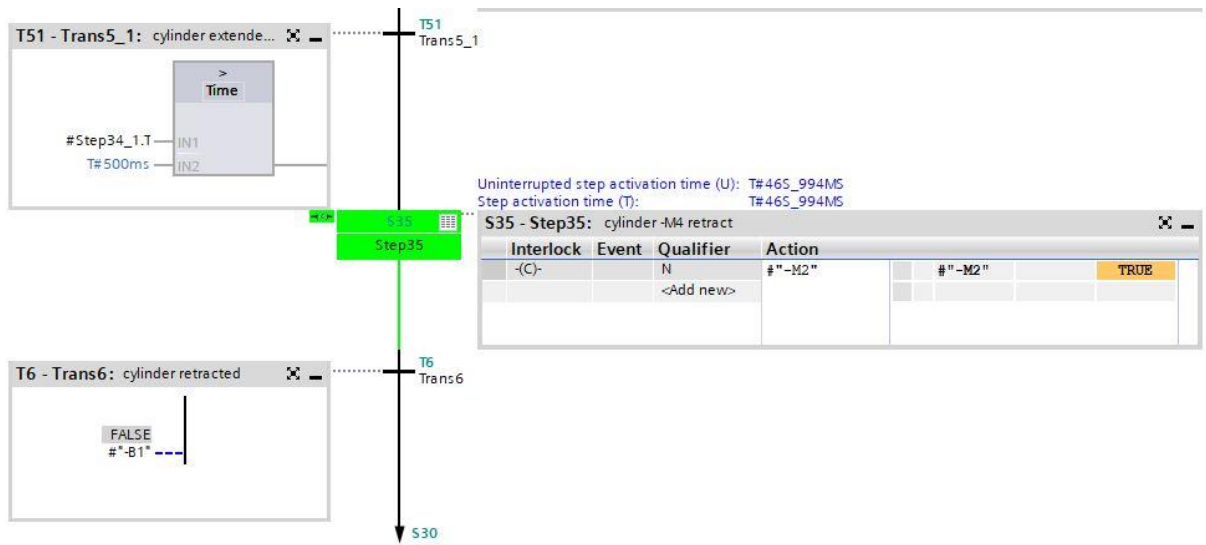 T51 - Trans5_1: cylinder extende...
T51
Trans5_1
>
Time
#Step34_1.T
IN1
T#500ms
IN2
Uninterrupted step activation time (U): T#46S_994MS
Step activation time (T): T#46S_994MS
S35
Step35
S35 - Step35: cylinder -M4 retract
Interlock Event Qualifier Action
-(C)- N #"-M2" #"-M2" TRUE
<Add new>
T6 - Trans6: cylinder retracted
T6
Trans6
FALSE
#"-B1"
S30